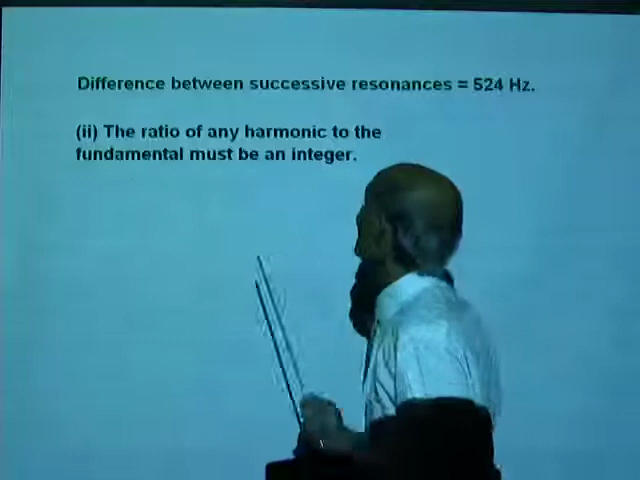 Difference between successive resonances = 524 Hz.
(ii) The ratio of any harmonic to the
fundamental must be an integer.